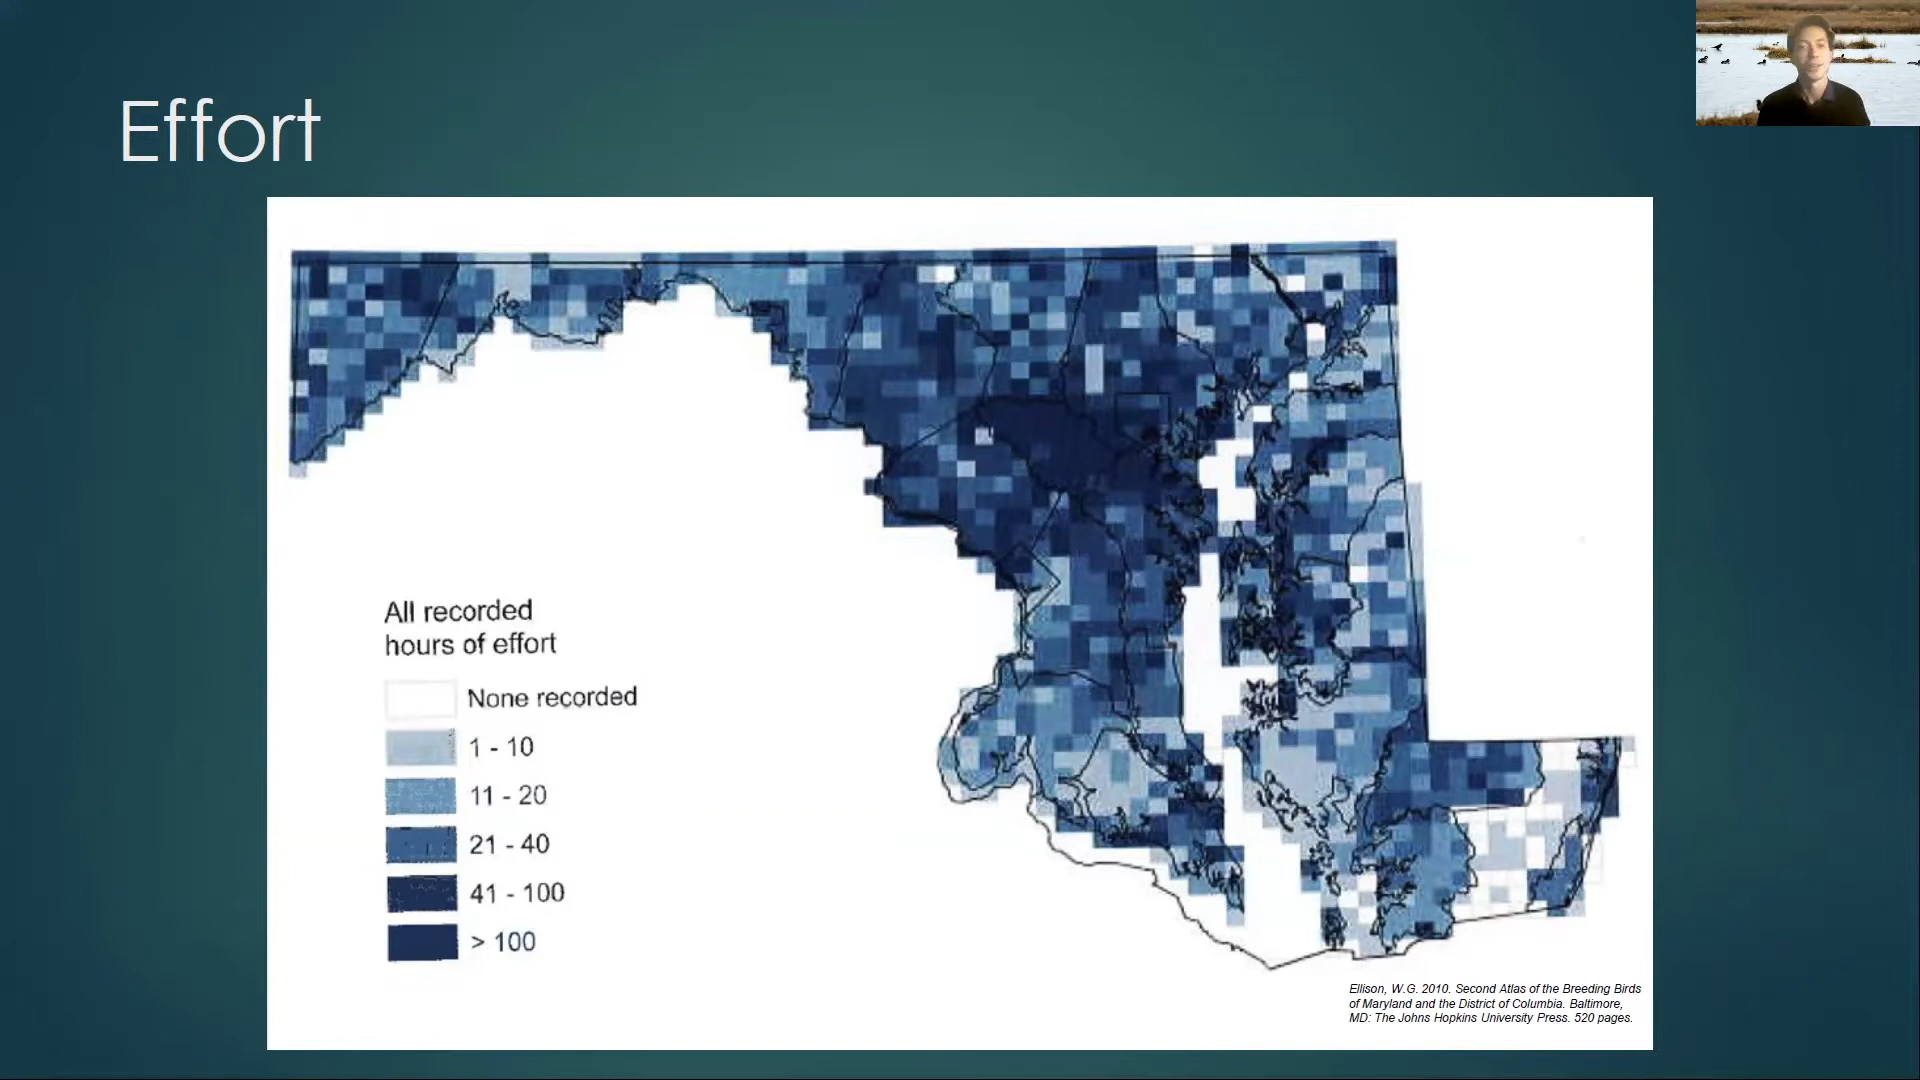 Effort
All recorded
hours of effort
None recorded
1 - 10
11 - 20
21 - 40
41 - 100
> 100
Ellison, W.G. 2010. Second Atlas of the Breeding Birds
of Maryland and the District of Columbia. Baltimore,
MD: The Johns Hopkins University Press. 520 pages.